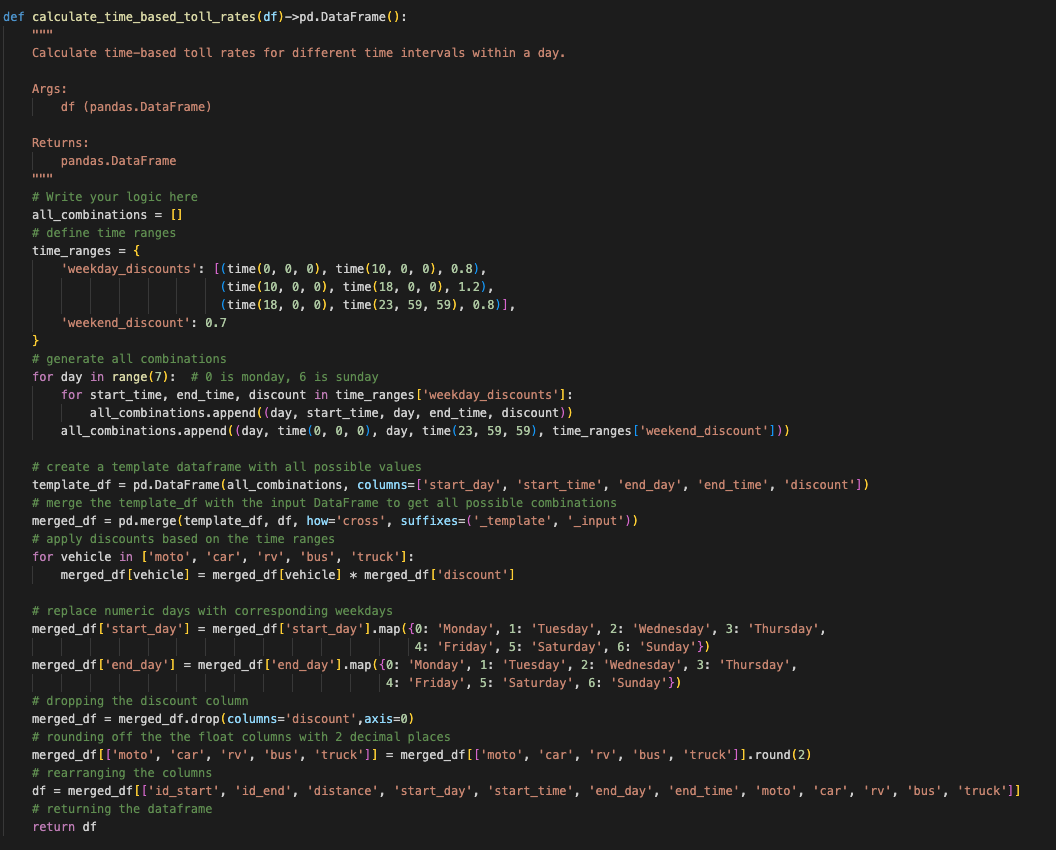 def calculate_time_based_toll_rates(df)->pd.DataFrame():
    """
    Calculate time-based toll rates for different time intervals within a day.

    Args:
        df (pandas.DataFrame)

    Returns:
        pandas.DataFrame
    """
    # Write your logic here
    all_combinations = []
    # define time ranges
    time_ranges = {
        'weekday_discounts': [(time(0, 0, 0), time(10, 0, 0), 0.8),
                              (time(10, 0, 0), time(18, 0, 0), 1.2),
                              (time(18, 0, 0), time(23, 59, 59), 0.8)],
        'weekend_discount': 0.7
    }
    # generate all combinations
    for day in range(7):  # 0 is monday, 6 is sunday
        for start_time, end_time, discount in time_ranges['weekday_discounts']:
            all_combinations.append((day, start_time, day, end_time, discount))
        all_combinations.append((day, time(0, 0, 0), day, time(23, 59, 59), time_ranges['weekend_discount']))

    # create a template dataframe with all possible values
    template_df = pd.DataFrame(all_combinations, columns=['start_day', 'start_time', 'end_day', 'end_time', 'discount'])
    # merge the template_df with the input DataFrame to get all possible combinations
    merged_df = pd.merge(template_df, df, how='cross', suffixes=('_template', '_input'))
    # apply discounts based on the time ranges
    for vehicle in ['moto', 'car', 'rv', 'bus', 'truck']:
        merged_df[vehicle] = merged_df[vehicle] * merged_df['discount']

    # replace numeric days with corresponding weekdays
    merged_df['start_day'] = merged_df['start_day'].map({0: 'Monday', 1: 'Tuesday', 2: 'Wednesday', 3: 'Thursday',
                                                         4: 'Friday', 5: 'Saturday', 6: 'Sunday'})
    merged_df['end_day'] = merged_df['end_day'].map({0: 'Monday', 1: 'Tuesday', 2: 'Wednesday', 3: 'Thursday',
                                                     4: 'Friday', 5: 'Saturday', 6: 'Sunday'})
    # dropping the discount column
    merged_df = merged_df.drop(columns='discount',axis=0)
    # rounding off the the float columns with 2 decimal places
    merged_df[['moto', 'car', 'rv', 'bus', 'truck']] = merged_df[['moto', 'car', 'rv', 'bus', 'truck']].round(2)
    # rearranging the columns
    df = merged_df[['id_start', 'id_end', 'distance', 'start_day', 'start_time', 'end_day', 'end_time', 'moto', 'car', 'rv', 'bus', 'truck']]
    # returning the dataframe
    return df